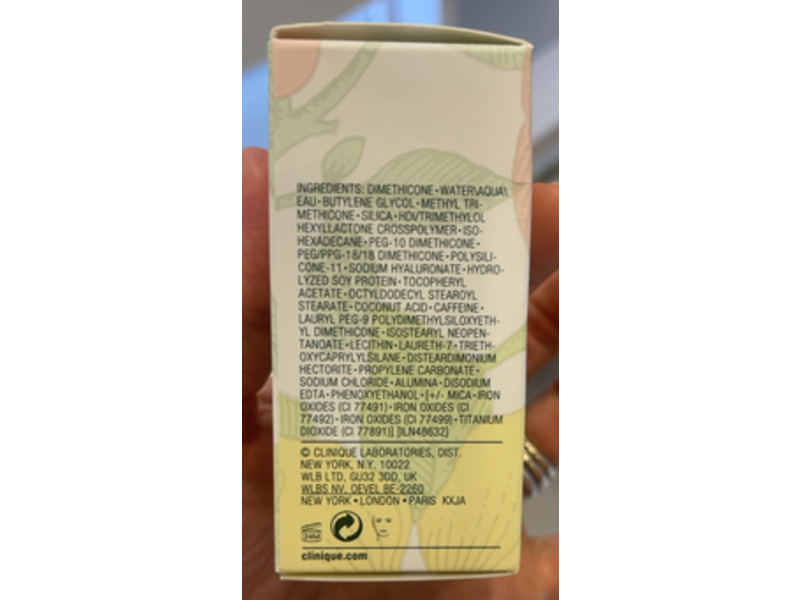 INGREDIENTS: DIMETHICONE • WATER\AQUA\
EAU • BUTYLENE GLYCOL • METHYL TRI-
METHICONE • SILICA • HDI/TRIMETHYLOL
HEXYLLACTONE CROSSPOLYMER • ISO-
HEXADECANE • PEG-10 DIMETHICONE •
PEG/PPG-18/18 DIMETHICONE • POLYSILI-
CONE-11 • SODIUM HYALURONATE • HYDRO-
LYZED SOY PROTEIN • TOCOPHERYL
ACETATE • OCTYLDODECYL STEAROYL
STEARATE • COCONUT ACID • CAFFEINE •
LAURYL PEG-9 POLYDIMETHYLSILOXYETH-
YL DIMETHICONE • ISOSTEARYL NEOPEN-
TANOATE • LECITHIN • LAURETH-7 • TRIETH-
OXYCAPRYLYLSILANE • DISTEARDIMONIUM
HECTORITE • PROPYLENE CARBONATE •
SODIUM CHLORIDE • ALUMINA • DISODIUM
EDTA • PHENOXYETHANOL • [+/- MICA • IRON
OXIDES (CI 77491) • IRON OXIDES (CI
77492) • IRON OXIDES (CI 77499) • TITANIUM
DIOXIDE (CI 77891)] [ILN48632]
© CLINIQUE LABORATORIES, DIST.
NEW YORK, N.Y. 10022
WLB LTD, GU32 3DD, UK
WLBS NV, OEVEL BE-2260
NEW YORK • LONDON • PARIS KXJA
24M
clinique.com